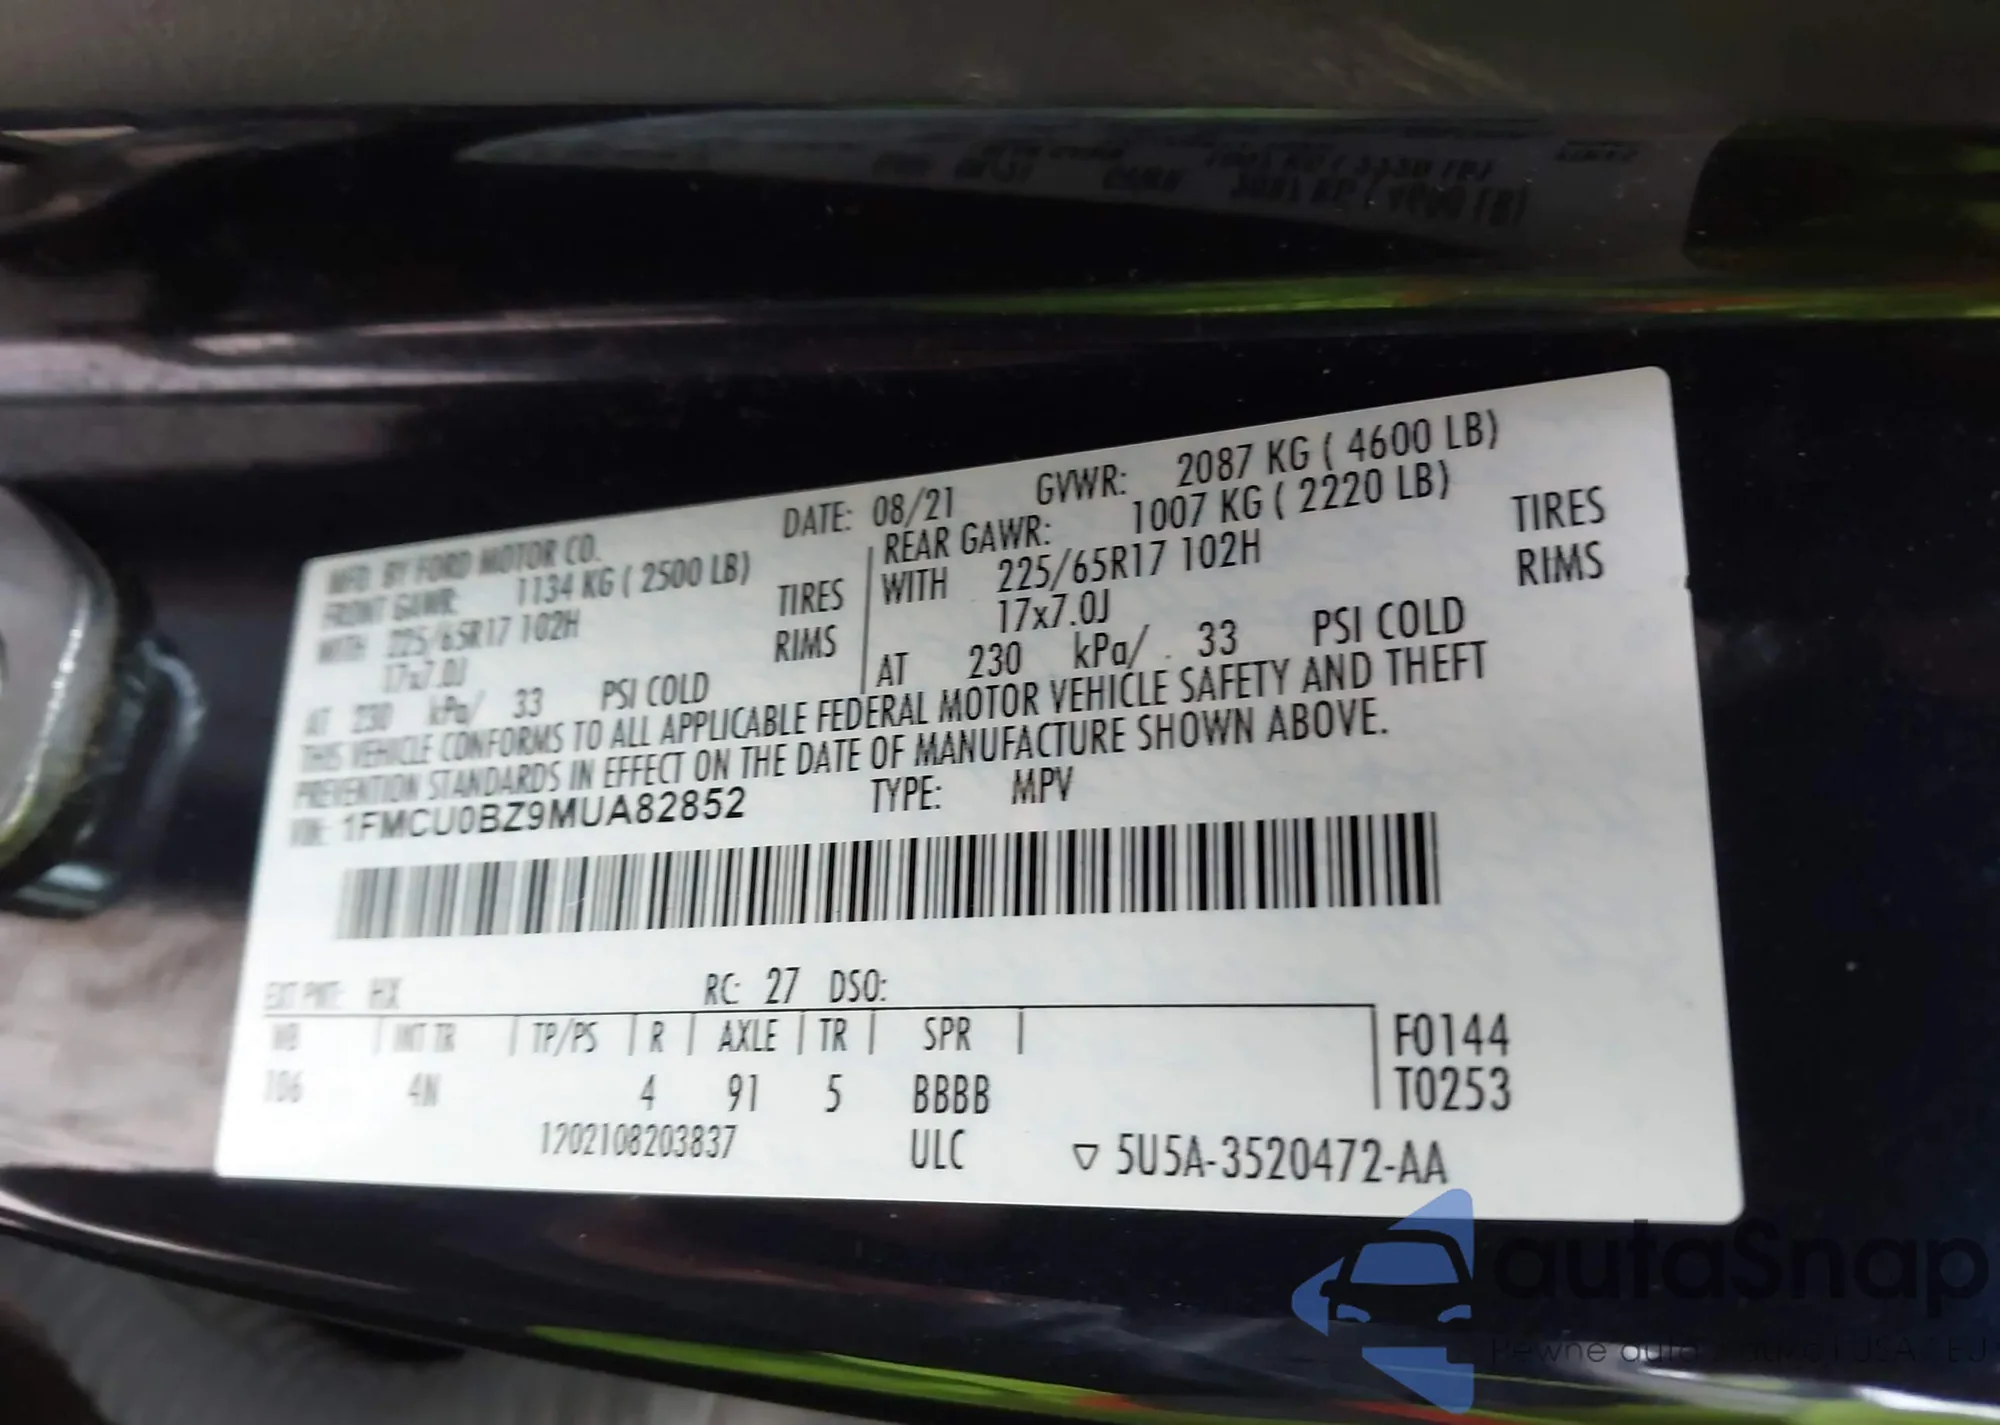 MFD. BY FORD MOTOR CO. DATE: 08/21 GVWR: 2087 KG ( 4600 LB)
FRONT GAWR: 1134 KG ( 2500 LB) REAR GAWR: 1007 KG ( 2220 LB)
WITH 225/65R17 102H TIRES WITH 225/65R17 102H TIRES
17x7.0J RIMS 17x7.0J RIMS
AT 230 kPa/ 33 PSI COLD AT 230 kPa/ 33 PSI COLD
THIS VEHICLE CONFORMS TO ALL APPLICABLE FEDERAL MOTOR VEHICLE SAFETY AND THEFT
PREVENTION STANDARDS IN EFFECT ON THE DATE OF MANUFACTURE SHOWN ABOVE.
VIN: 1FMCU0BZ9MUA82852 TYPE: MPV
EXT PNT: HX RC: 27 DSO:
WB INT TR TP/PS R AXLE TR SPR F0144
106 4N 4 91 5 BBBB T0253
1202108203837 ULC ▽ 5U5A-3520472-AA
autaSnap
Pewne auta